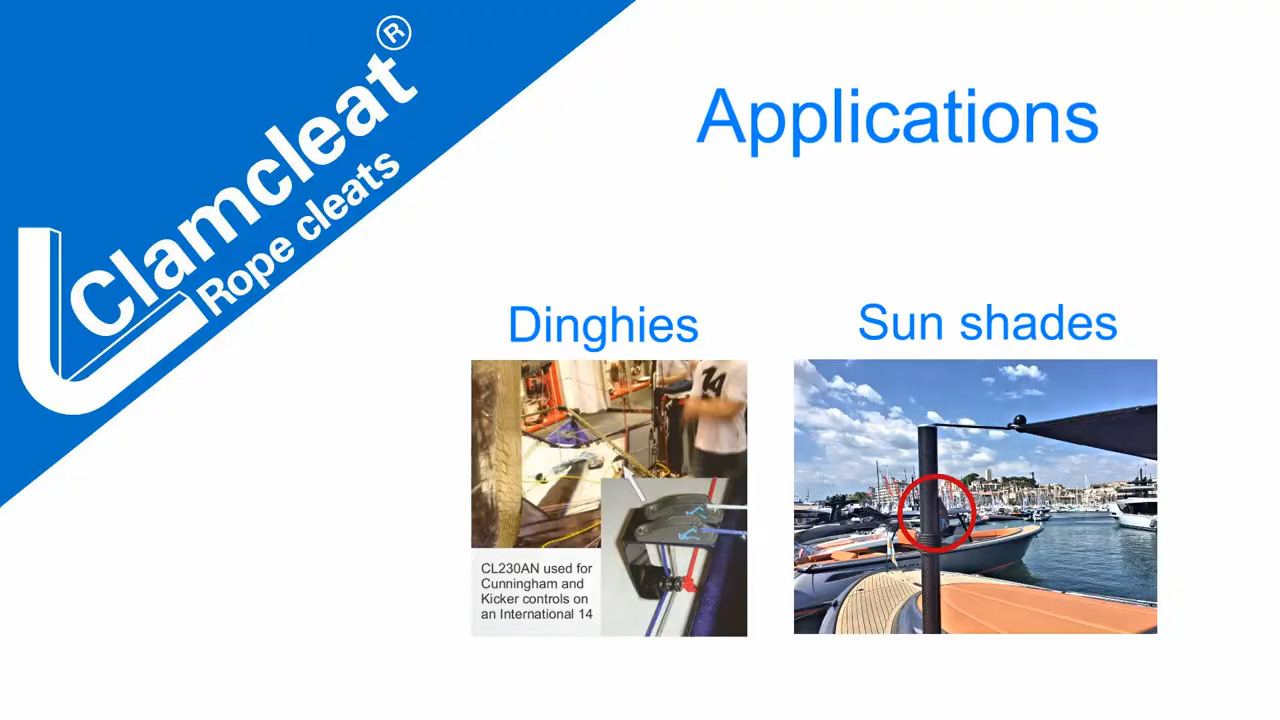 Clamcleat®
Rope cleats
Applications
Dinghies
Sun shades
14
CL230AN used for
Cunningham and
Kicker controls on
an International 14